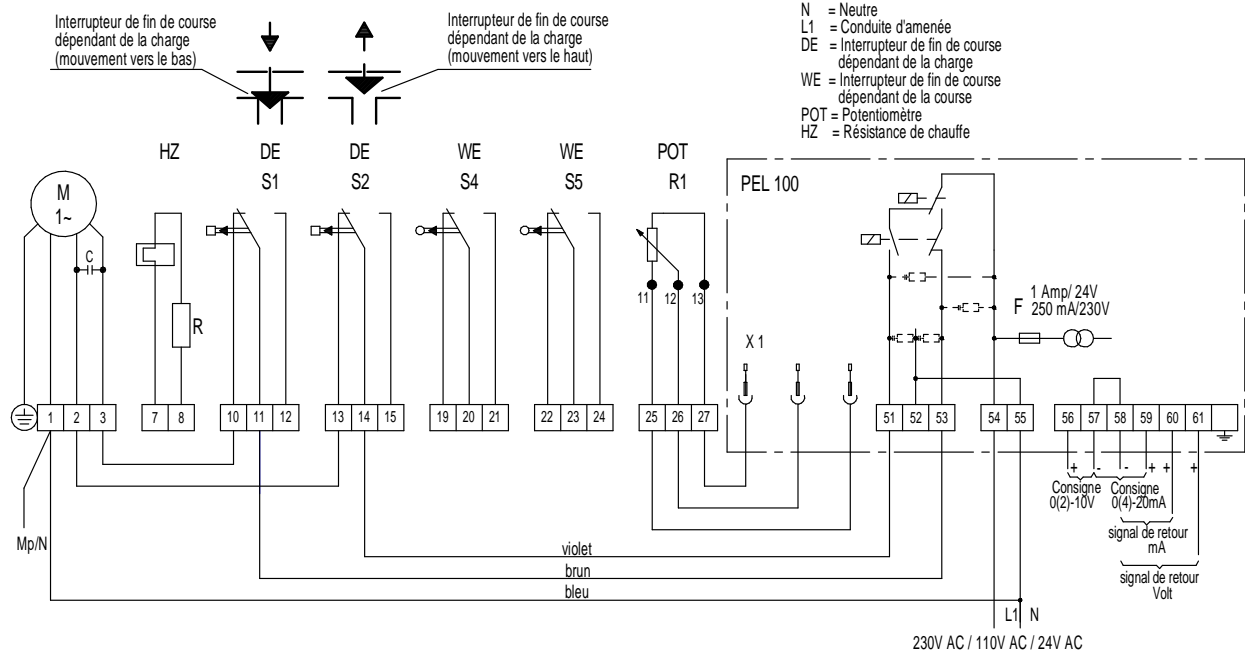 Interrupteur de fin de course
dépendant de la charge
(mouvement vers le bas)
Interrupteur de fin de course
dépendant de la charge
(mouvement vers le haut)
N = Neutre
L1 = Conduite d'amenée
DE = Interrupteur de fin de course
dépendant de la charge
WE = Interrupteur de fin de course
dépendant de la course
POT = Potentiomètre
HZ = Résistance de chauffe
HZ DE DE WE WE POT
S1 S2 S4 S5 R1
PEL 100
M
1~
C
R
11 12 13
X 1
F
1 Amp/ 24V
250 mA/230V
1 2 3 7 8 10 11 12 13 14 15 19 20 21 22 23 24 25 26 27 51 52 53 54 55 56 57 58 59 60 61
+ - - + + +
Consigne
0(2)-10V
Consigne
0(4)-20mA
signal de retour
mA
signal de retour
Volt
Mp/N
violet
brun
bleu
L1 N
230V AC / 110V AC / 24V AC